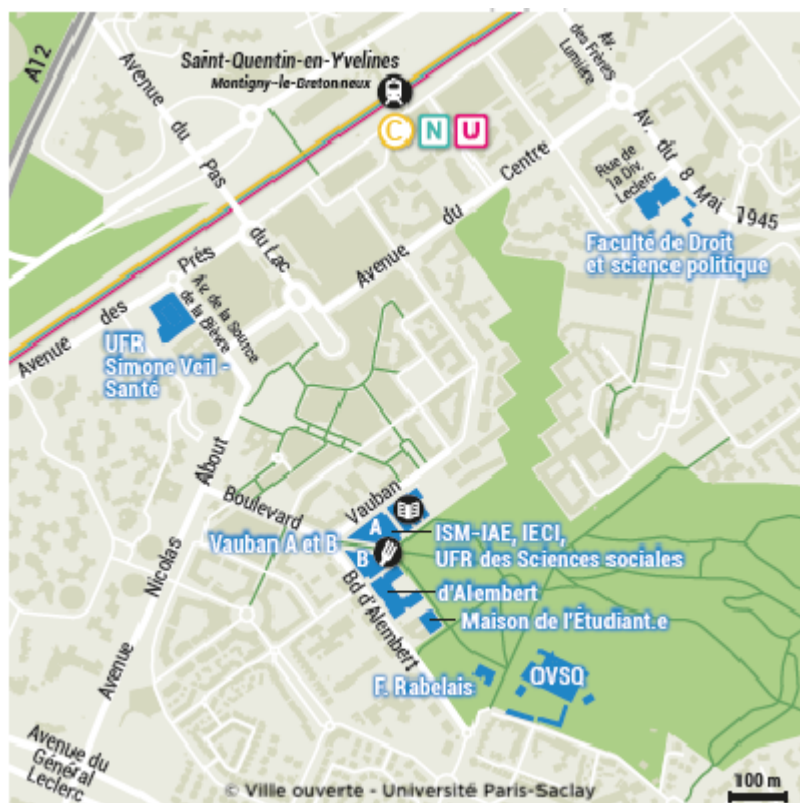 A12
Avenue du Pas du Lac
Saint-Quentin-en-Yvelines
Montigny-le-Bretonneux
C N U
Av. des Frères Lumière
Av. du 8 Mai 1945
Rue de
1a Div.
Leclerc
Avenue du Centre
Faculté de Droit
et science politique
Avenue des Prés
Av. de la Source
de la Bièvre
UFR
Simone Veil -
Santé
Avenue Nicolas About
Boulevard Vauban
A
B
Vauban A et B
ISM-IAE, IECI,
UFR des Sciences sociales
d'Alembert
Maison de l'Étudiant.e
Bd d'Alembert
F. Rabelais
OVSQ
Avenue du
Général
Leclerc
© Ville ouverte - Université Paris-Saclay
100 m